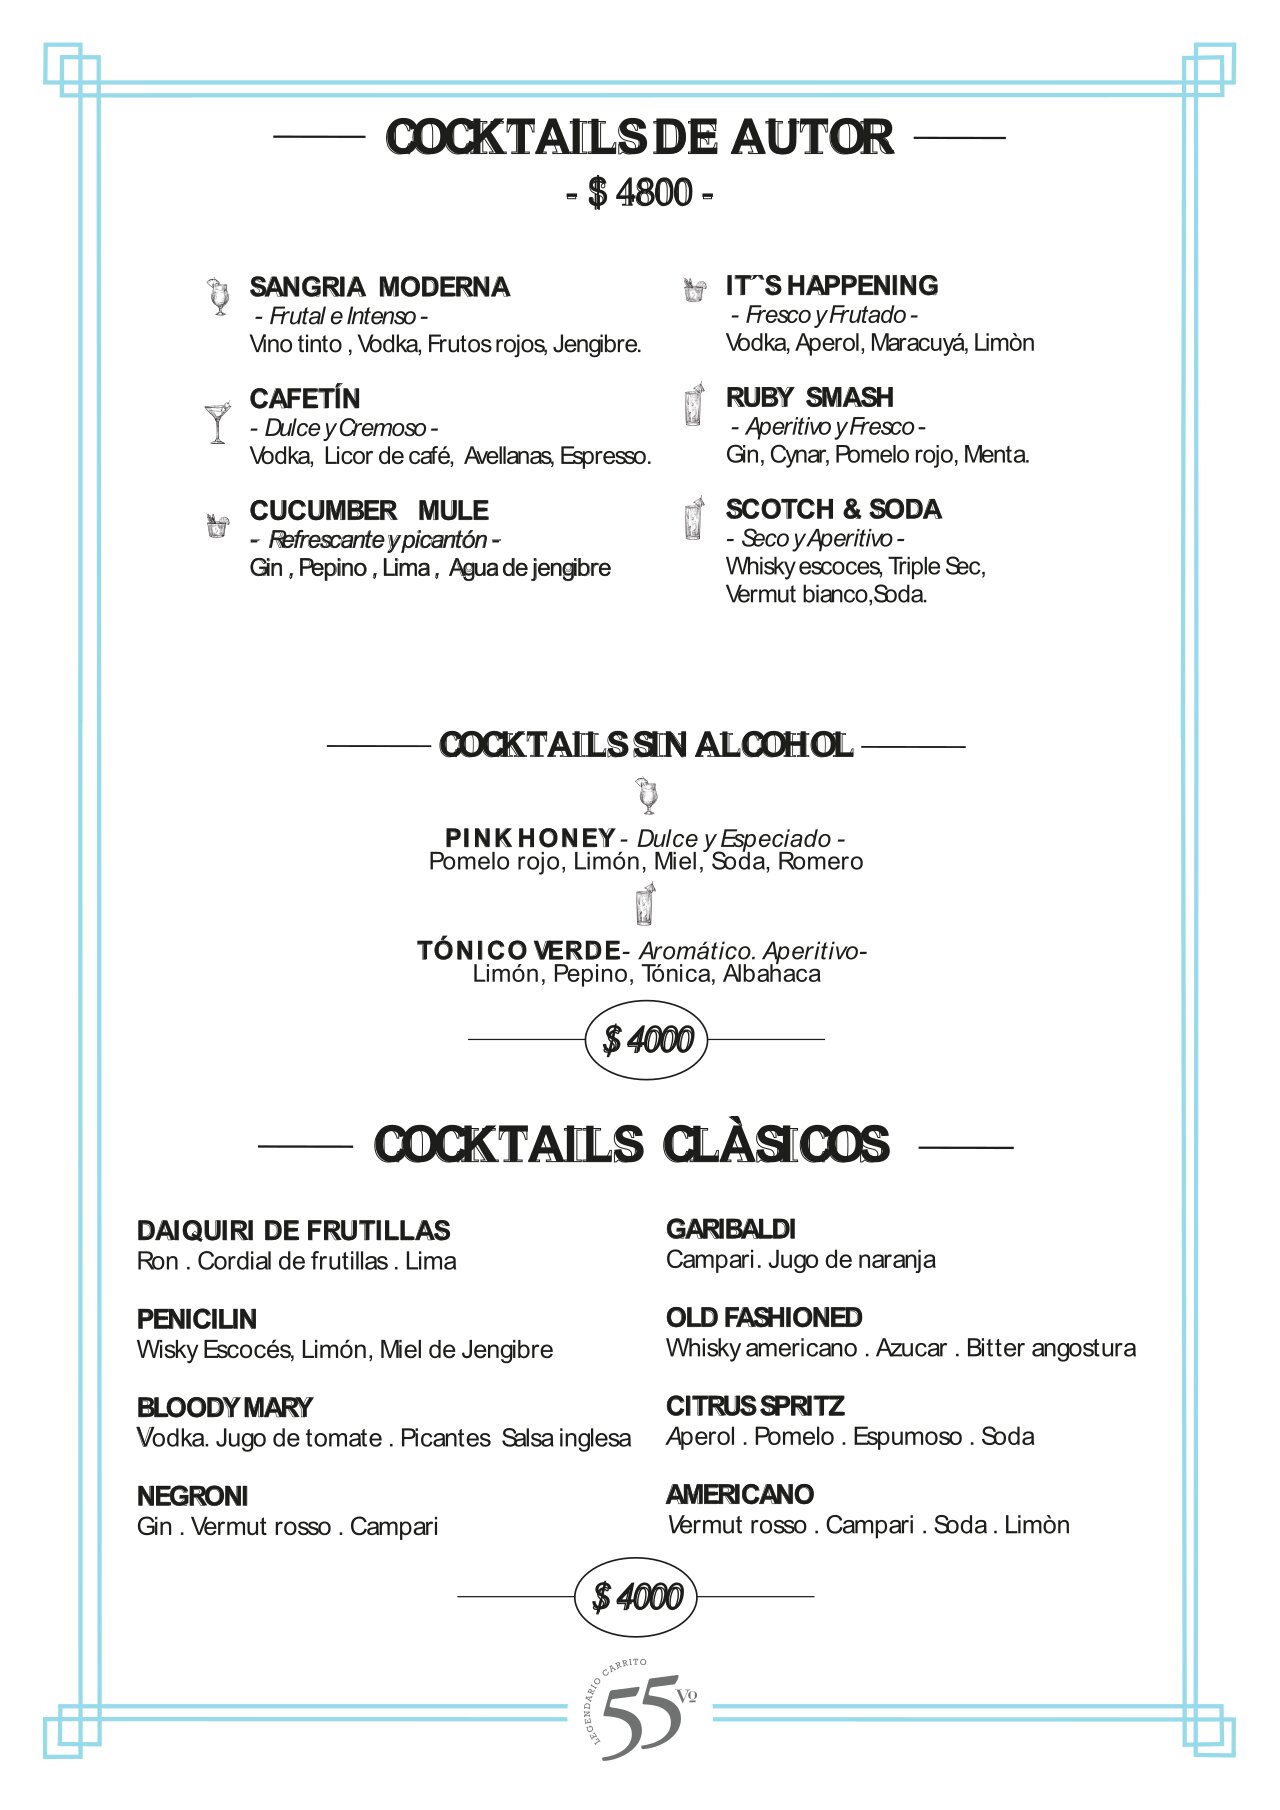 COCKTAILS DE AUTOR
- $ 4800 -
SANGRIA MODERNA
- Frutal e Intenso -
Vino tinto , Vodka, Frutos rojos, Jengibre.
CAFETÍN
- Dulce y Cremoso -
Vodka, Licor de café, Avellanas, Espresso.
CUCUMBER MULE
- Refrescante y picantón -
Gin , Pepino , Lima , Agua de jengibre
IT´`S HAPPENING
- Fresco y Frutado -
Vodka, Aperol, Maracuyá, Limòn
RUBY SMASH
- Aperitivo y Fresco -
Gin, Cynar, Pomelo rojo, Menta.
SCOTCH & SODA
- Seco y Aperitivo -
Whisky escoces, Triple Sec,
Vermut bianco,Soda.
COCKTAILS SIN ALCOHOL
PINK HONEY - Dulce y Especiado -
Pomelo rojo, Limón, Miel, Soda, Romero
TÓNICO VERDE- Aromático. Aperitivo-
Limón, Pepino, Tónica, Albahaca
$ 4000
COCKTAILS CLÀSICOS
DAIQUIRI DE FRUTILLAS
Ron . Cordial de frutillas . Lima
PENICILIN
Wisky Escocés, Limón, Miel de Jengibre
BLOODY MARY
Vodka. Jugo de tomate . Picantes Salsa inglesa
NEGRONI
Gin . Vermut rosso . Campari
GARIBALDI
Campari. Jugo de naranja
OLD FASHIONED
Whisky americano . Azucar . Bitter angostura
CITRUS SPRITZ
Aperol . Pomelo . Espumoso . Soda
AMERICANO
Vermut rosso . Campari . Soda . Limòn
$ 4000
LEGENDARIO CARRITO
55 Vº